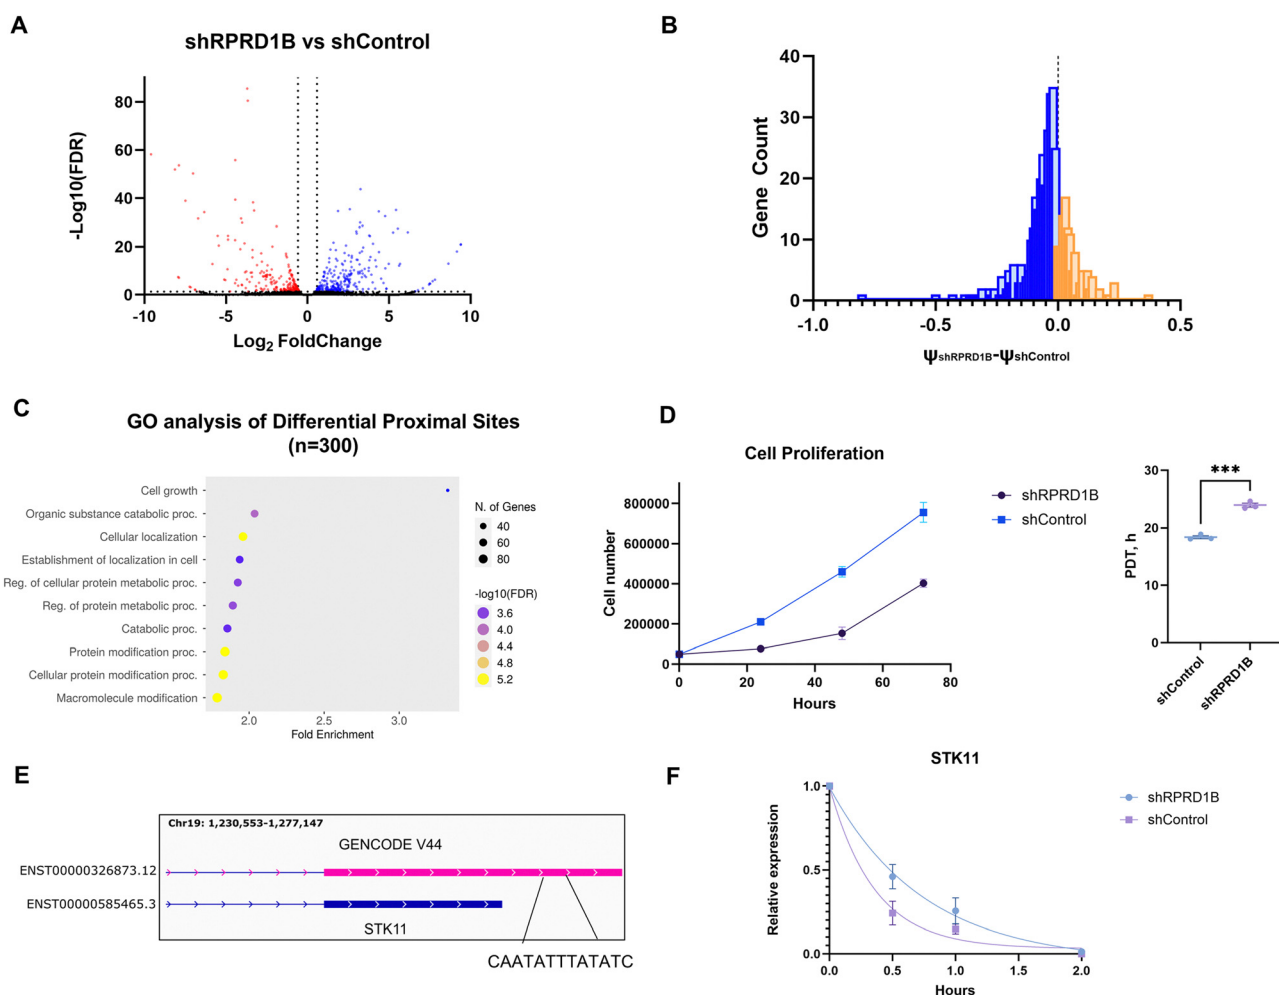 A
shRPRD1B vs shControl
-Log10(FDR)
80
60
40
20
0
-10
-5
0
5
10
Log2 FoldChange
B
Gene Count
40
30
20
10
0
-1.0
-0.5
0.0
0.5
ΨshRPRD1B-ΨshControl
C
GO analysis of Differential Proximal Sites
(n=300)
Cell growth
Organic substance catabolic proc.
Cellular localization
Establishment of localization in cell
Reg. of cellular protein metabolic proc.
Reg. of protein metabolic proc.
Catabolic proc.
Protein modification proc.
Cellular protein modification proc.
Macromolecule modification
2.0
2.5
3.0
Fold Enrichment
N. of Genes
40
60
80
-log10(FDR)
3.6
4.0
4.4
4.8
5.2
D
Cell Proliferation
Cell number
800000
600000
400000
200000
0
0
20
40
60
80
Hours
shRPRD1B
shControl
PDT, h
30
20
10
0
***
shControl
shRPRD1B
E
Chr19: 1,230,553-1,277,147
GENCODE V44
ENST00000326873.12
ENST00000585465.3
STK11
CAATATTTATATC
F
STK11
Relative expression
1.0
0.5
0.0
0.0
0.5
1.0
1.5
2.0
Hours
shRPRD1B
shControl